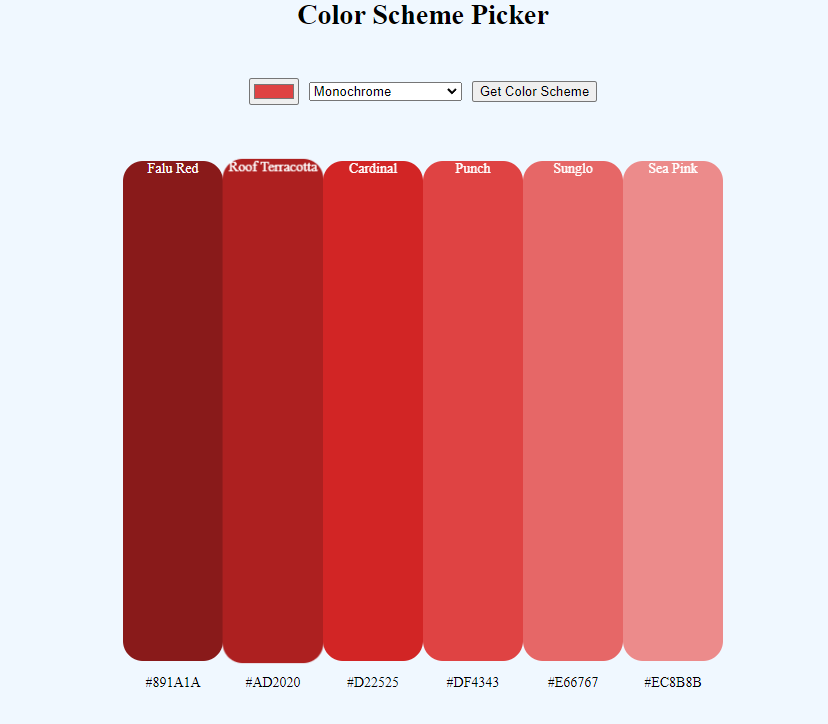 Color Scheme Picker
Monochrome Get Color Scheme
Falu Red Roof Terracotta Cardinal Punch Sunglo Sea Pink
#891A1A #AD2020 #D22525 #DF4343 #E66767 #EC8B8B